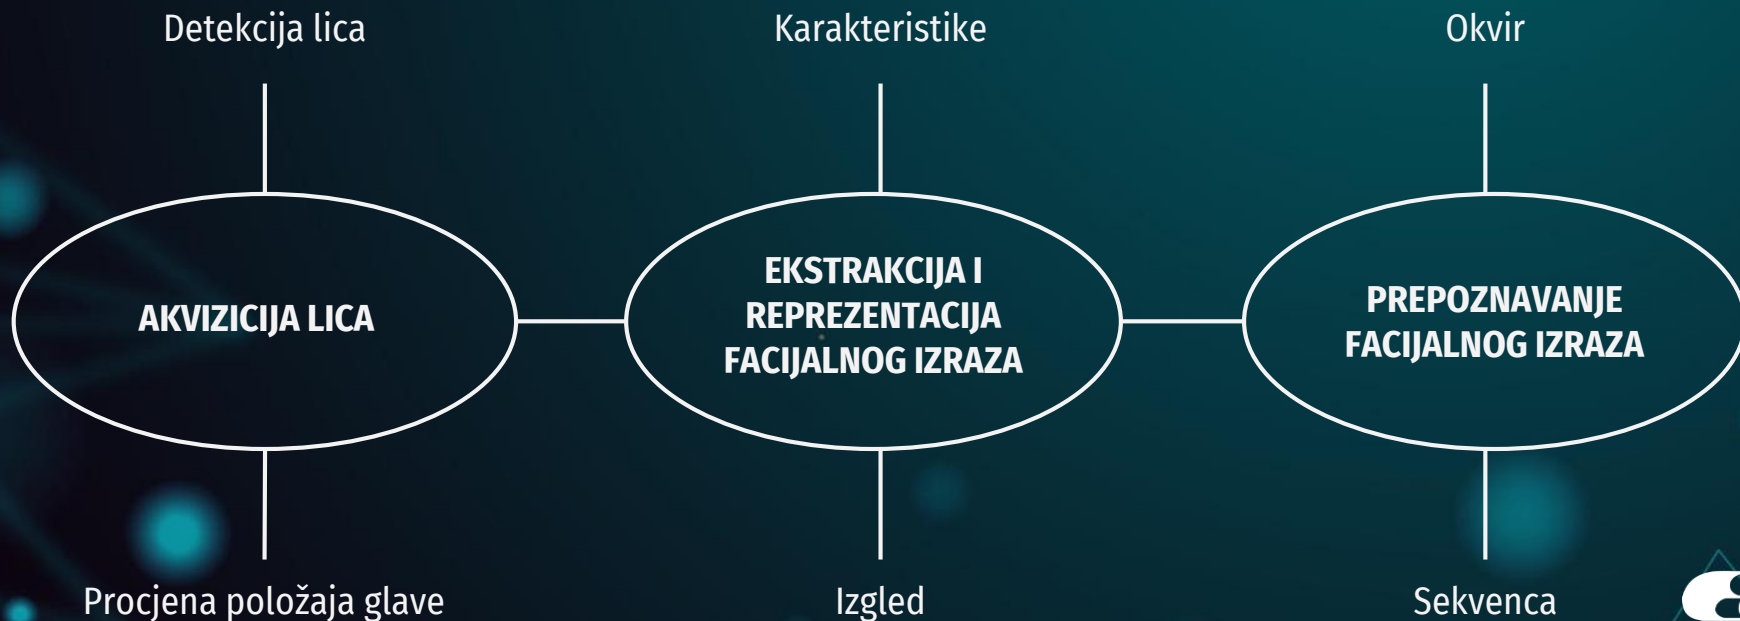 Detekcija lica
Karakteristike
Okvir
AKVIZICIJA LICA
EKSTRAKCIJA I
REPREZENTACIJA
FACIJALNOG IZRAZA
PREPOZNAVANJE
FACIJALNOG IZRAZA
Procjena položaja glave
Izgled
Sekvenca